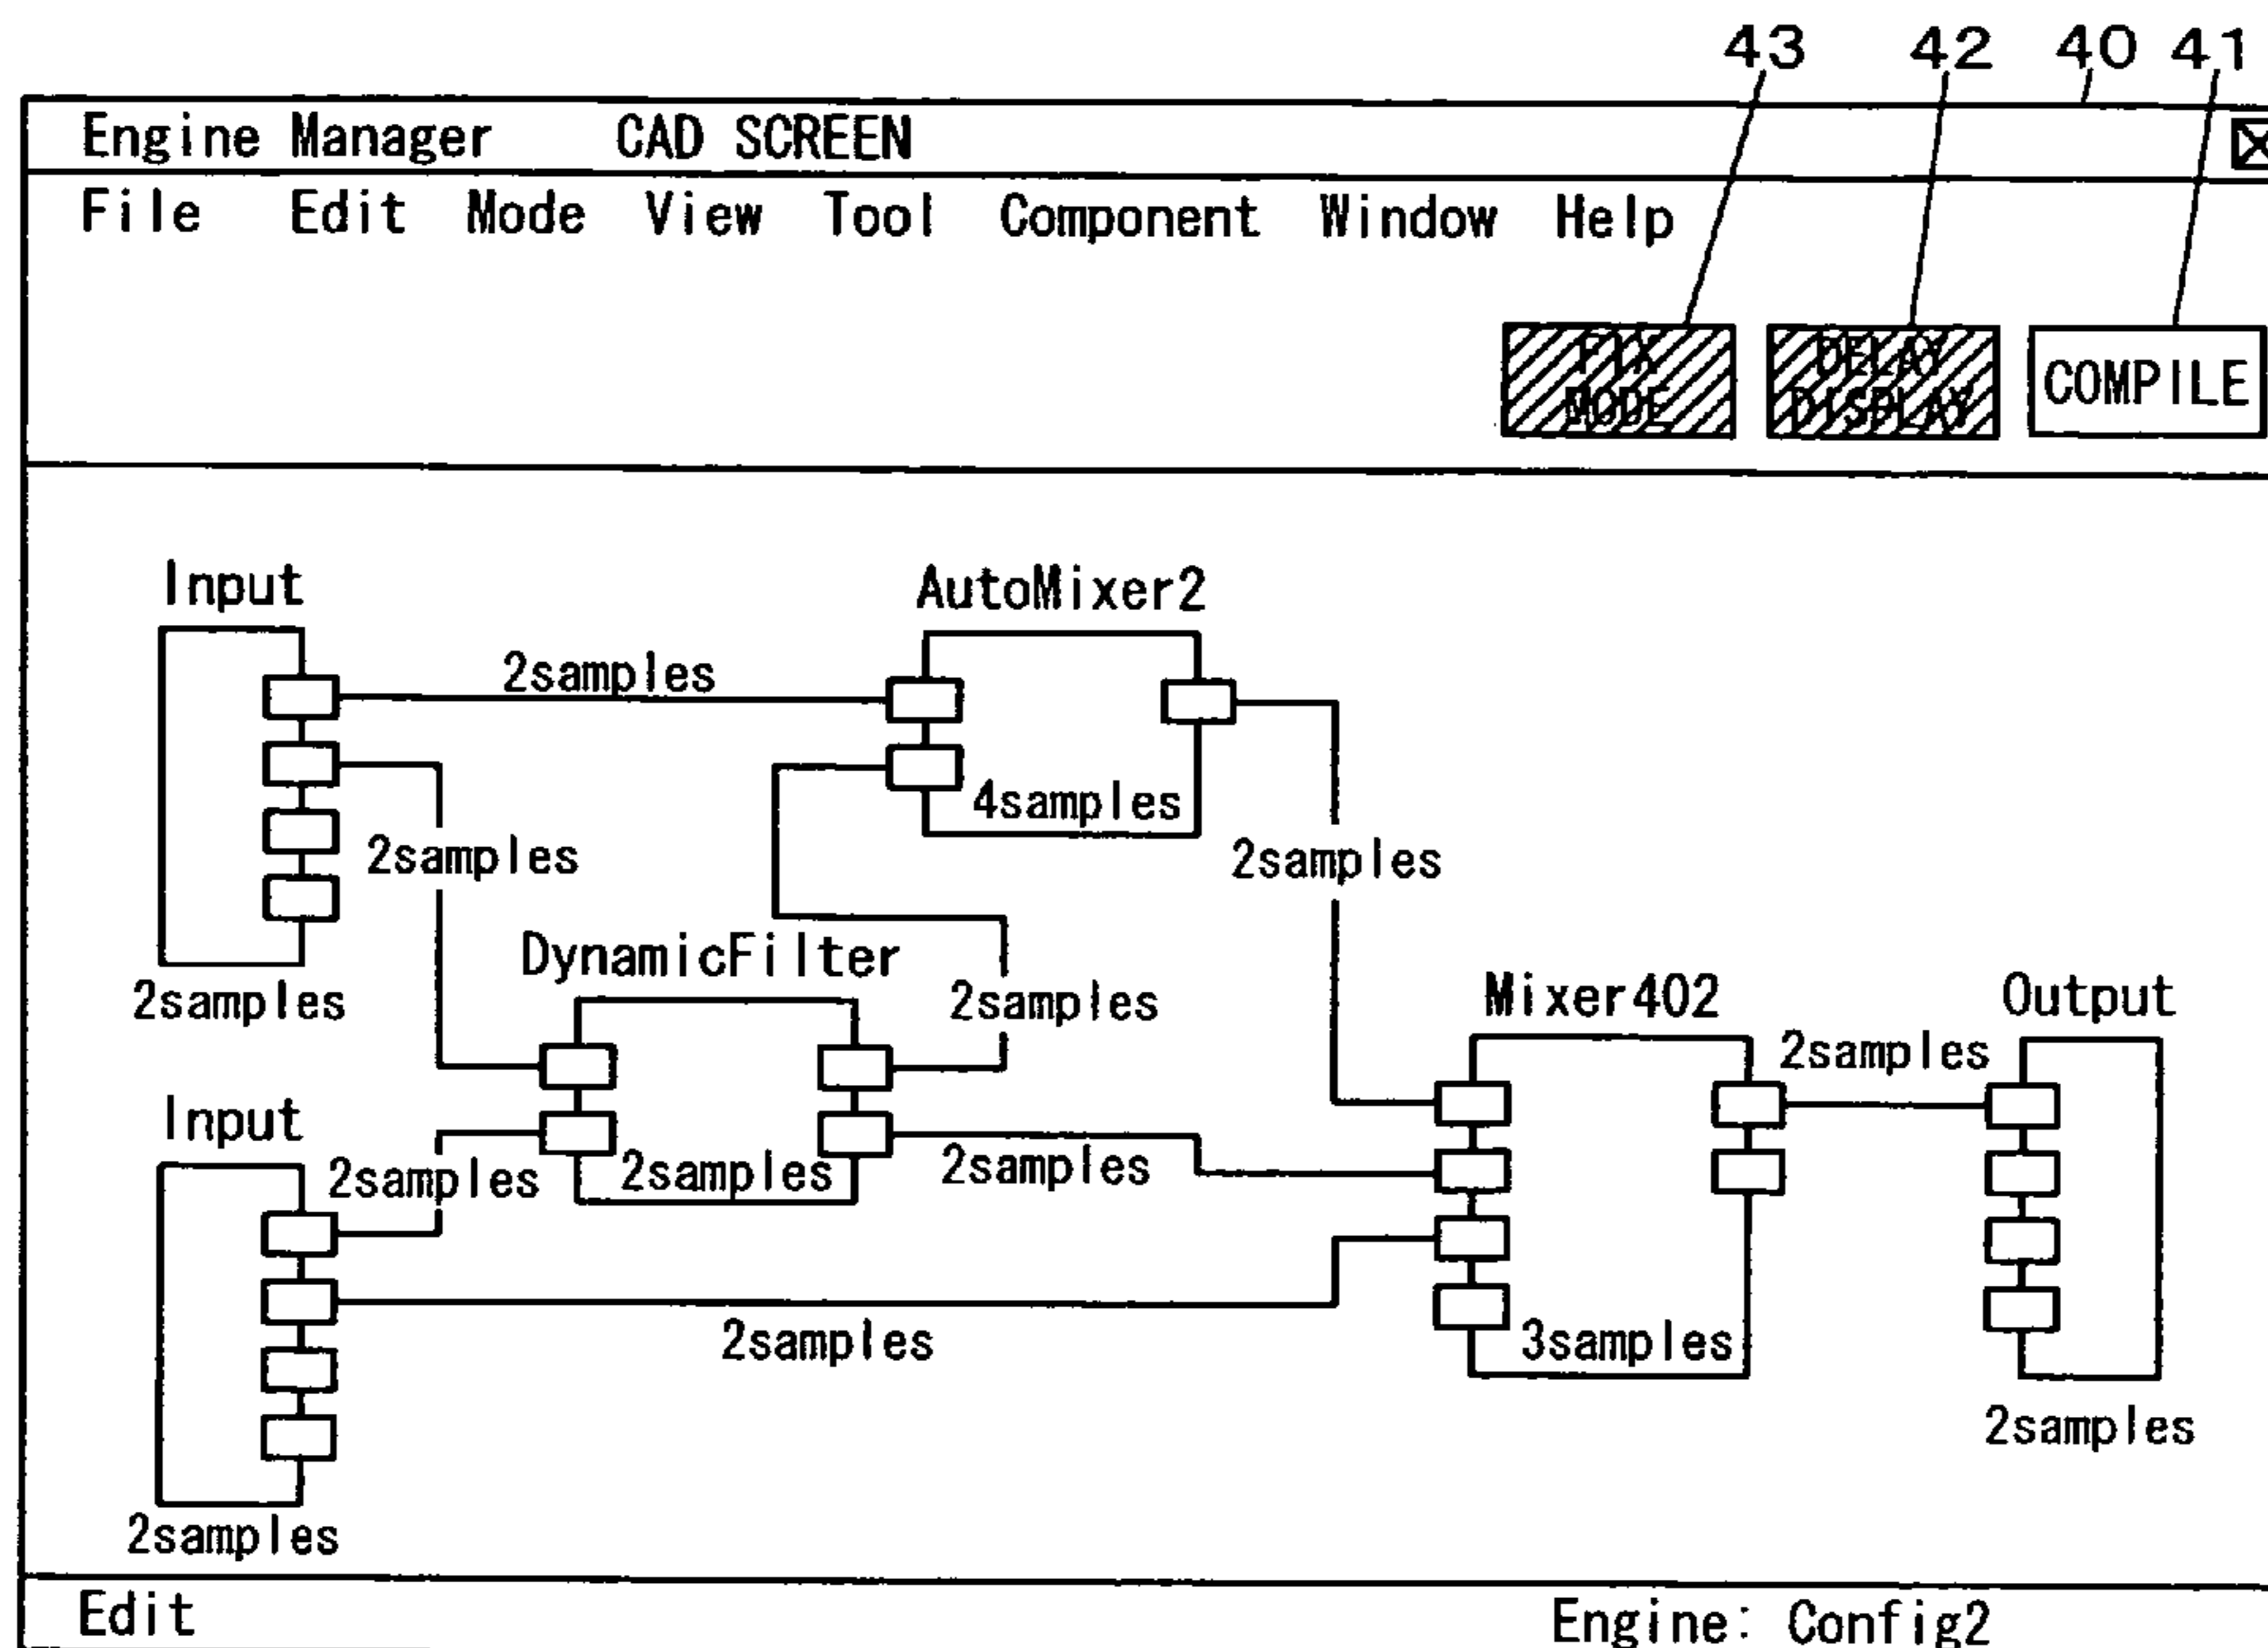 43 42 40 41
Engine Manager CAD SCREEN
File Edit Mode View Tool Component Window Help
FIX MODE
DELAY DISPLAY
COMPILE
Input
AutoMixer2
2samples
4samples
2samples
2samples
2samples
DynamicFilter
2samples
Mixer402
Output
2samples
Input
2samples
2samples
2samples
2samples
3samples
2samples
2samples
Edit
Engine: Config2